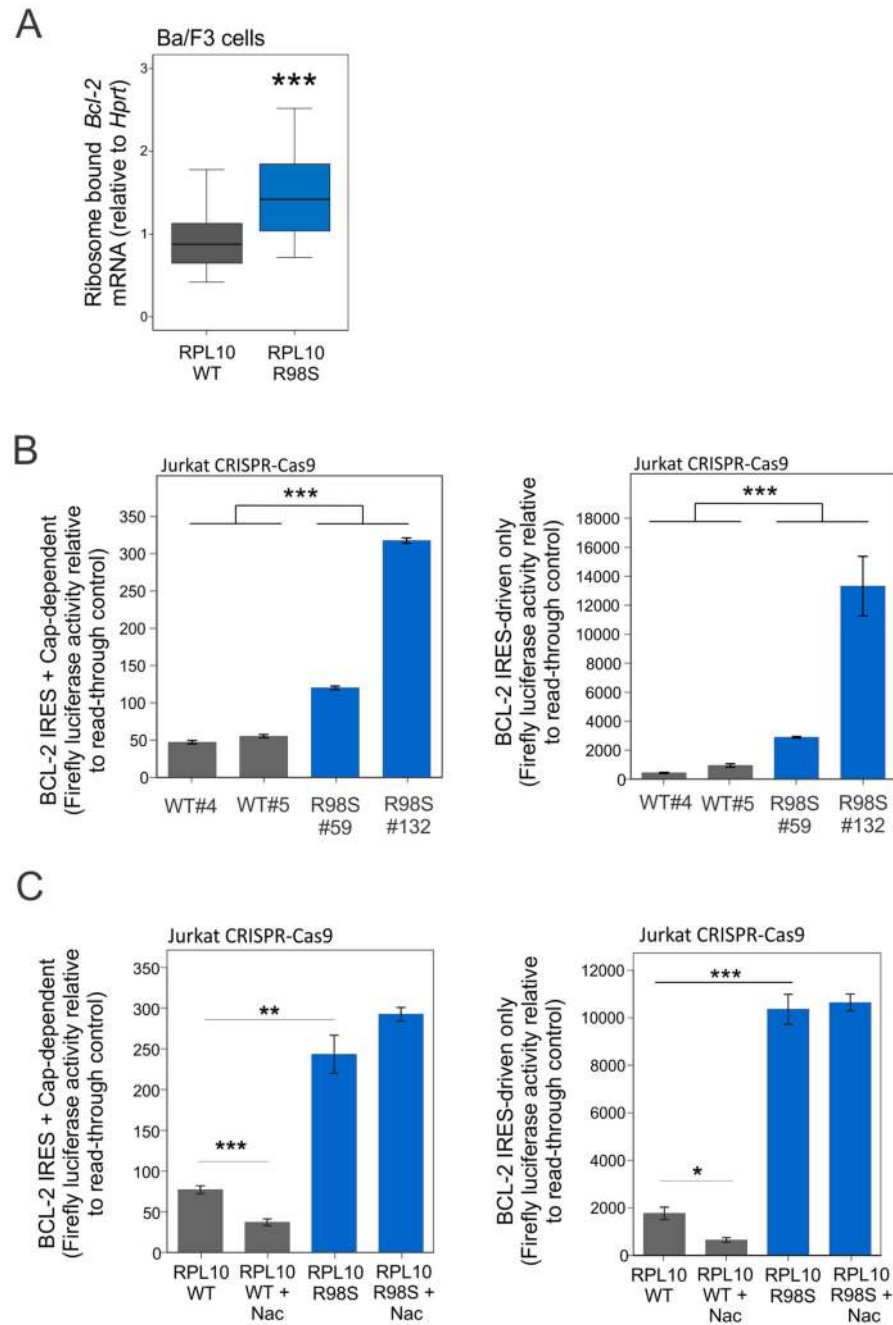 A
Ba/F3 cells
Ribosome bound Bcl-2
mRNA (relative to Hprt)
3
2
1
0
***
RPL10
WT
RPL10
R98S
B
Jurkat CRISPR-Cas9
BCL-2 IRES + Cap-dependent
(Firefly luciferase activity relative
to read-through control)
350
300
250
200
150
100
50
0
***
WT#4
WT#5
R98S
#59
R98S
#132
Jurkat CRISPR-Cas9
BCL-2 IRES-driven only
(Firefly luciferase activity relative
to read-through control)
18000
16000
14000
12000
10000
8000
6000
4000
2000
0
***
WT#4
WT#5
R98S
#59
R98S
#132
C
Jurkat CRISPR-Cas9
BCL-2 IRES + Cap-dependent
(Firefly luciferase activity relative
to read-through control)
350
300
250
200
150
100
50
0
**
***
RPL10
WT
RPL10
WT +
Nac
RPL10
R98S
RPL10
R98S +
Nac
Jurkat CRISPR-Cas9
BCL-2 IRES-driven only
(Firefly luciferase activity relative
to read-through control)
12000
10000
8000
6000
4000
2000
0
***
*
RPL10
WT
RPL10
WT +
Nac
RPL10
R98S
RPL10
R98S +
Nac